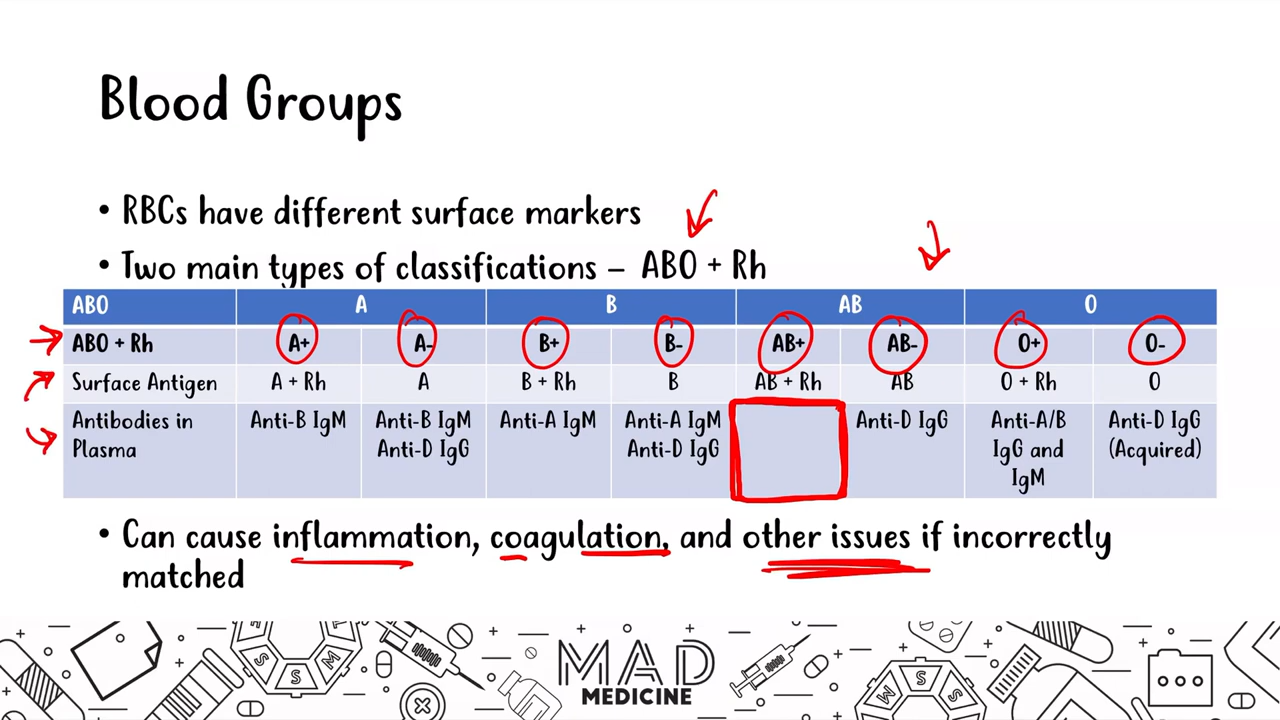 Blood Groups
• RBCs have different surface markers
• Two main types of classifications – ABO + Rh
ABO A B AB O
ABO + Rh A+ A- B+ B- AB+ AB- O+ O-
Surface Antigen A + Rh A B + Rh B AB + Rh AB O + Rh O
Antibodies in Anti-B IgM Anti-B IgM Anti-A IgM Anti-A IgM Anti-D IgG Anti-A/B Anti-D IgG
Plasma Anti-D IgG Anti-D IgG IgG and (Acquired)
IgM
• Can cause inflammation, coagulation, and other issues if incorrectly
matched
S S M M S S
MAD
MEDICINE